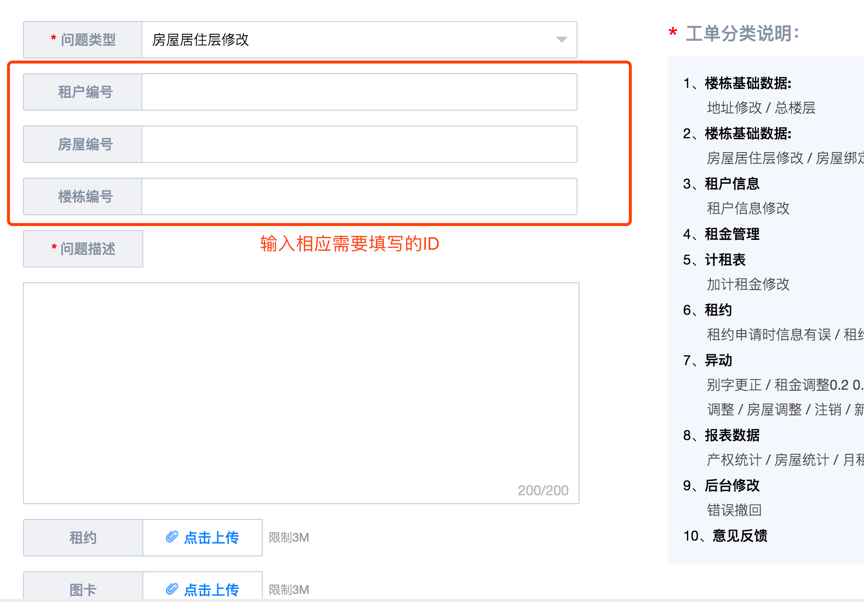 * 问题类型
房屋居住层修改
租户编号
房屋编号
楼栋编号
* 问题描述
输入相应需要填写的ID
200/200
租约
点击上传
限制3M
图卡
点击上传
限制3M
* 工单分类说明：
1、楼栋基础数据:
地址修改 / 总楼层
2、楼栋基础数据:
房屋居住层修改 / 房屋绑定
3、租户信息
租户信息修改
4、租金管理
5、计租表
加计租金修改
6、租约
租约申请时信息有误 / 租约
7、异动
别字更正 / 租金调整0.2 0.
调整 / 房屋调整 / 注销 / 新
8、报表数据
产权统计 / 房屋统计 / 月租
9、后台修改
错误撤回
10、意见反馈